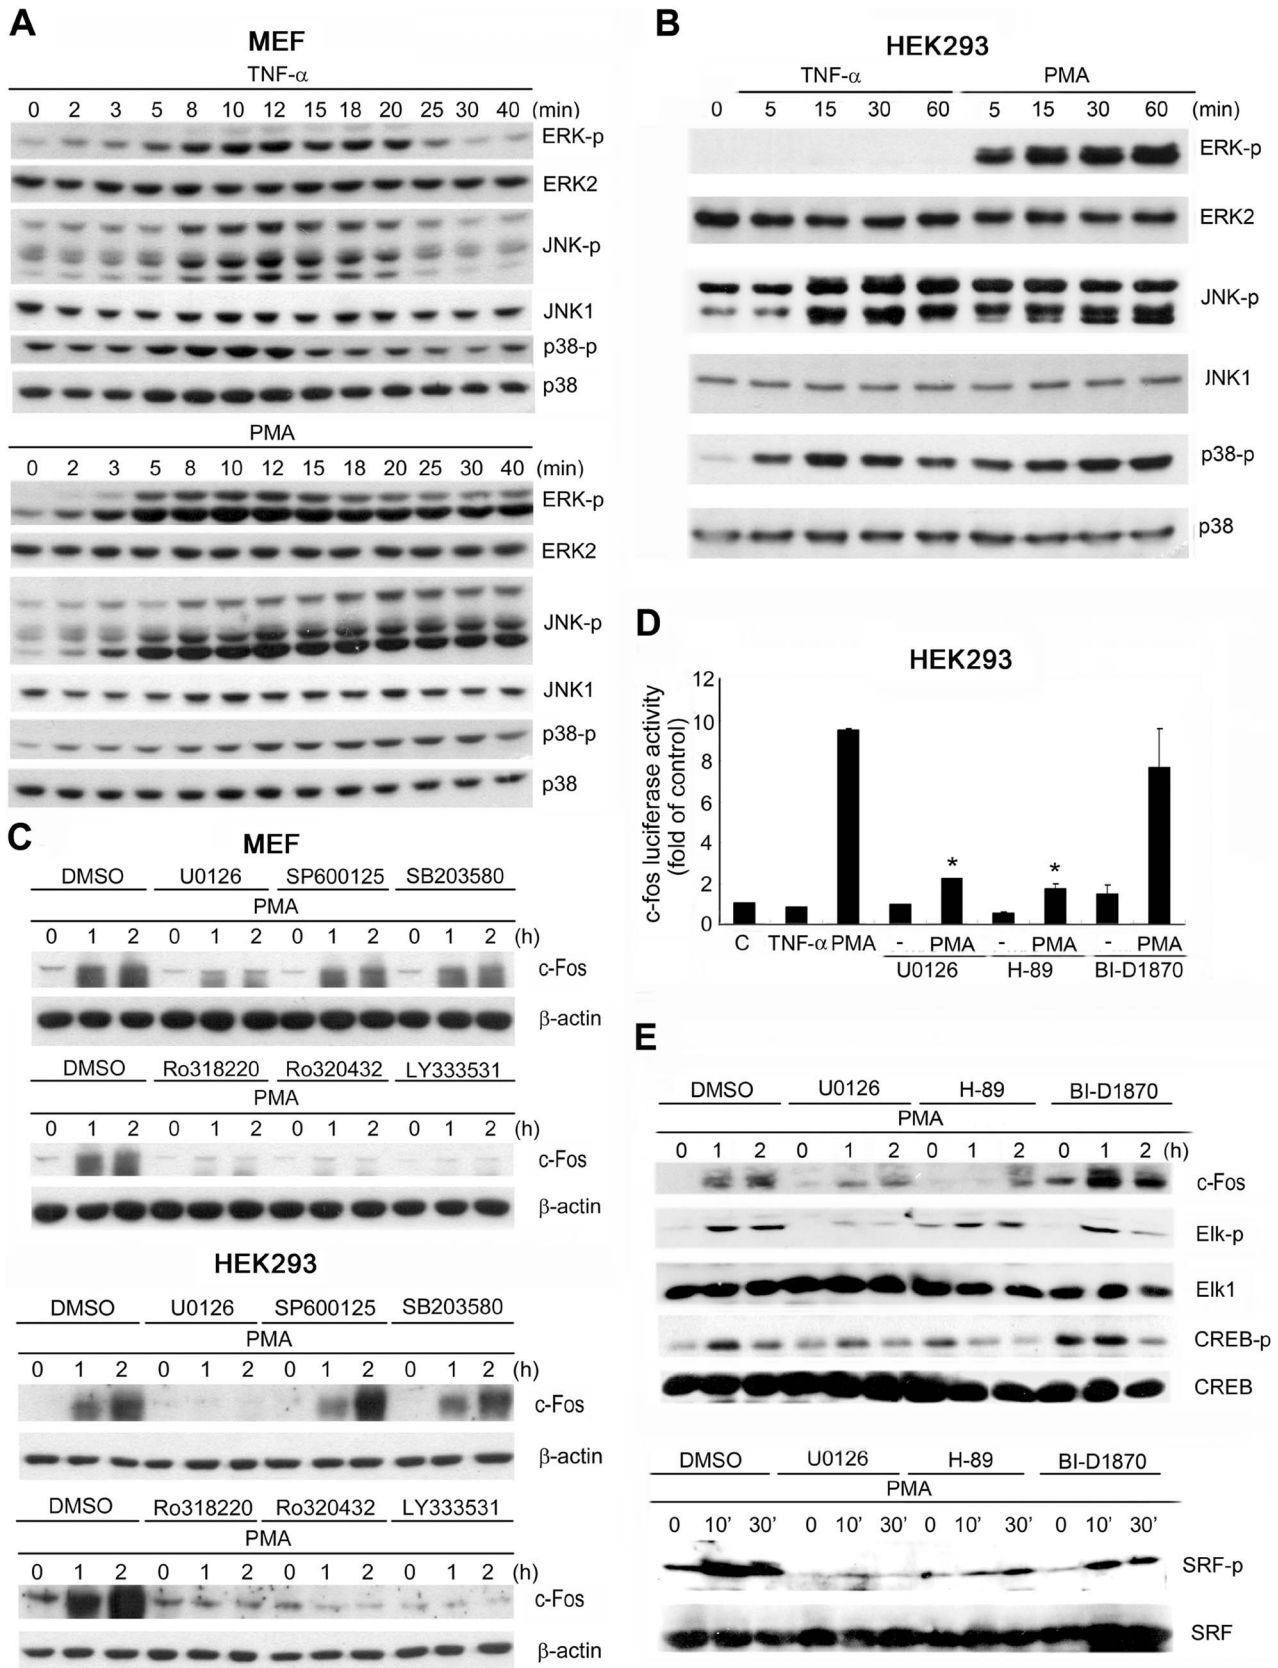 A
MEF
TNF-α
0 2 3 5 8 10 12 15 18 20 25 30 40 (min)
ERK-p
ERK2
JNK-p
JNK1
p38-p
p38
PMA
0 2 3 5 8 10 12 15 18 20 25 30 40 (min)
ERK-p
ERK2
JNK-p
JNK1
p38-p
p38
B
HEK293
TNF-α PMA
0 5 15 30 60 5 15 30 60 (min)
ERK-p
ERK2
JNK-p
JNK1
p38-p
p38
C
MEF
DMSO U0126 SP600125 SB203580
PMA
0 1 2 0 1 2 0 1 2 0 1 2 (h)
c-Fos
β-actin
DMSO Ro318220 Ro320432 LY333531
PMA
0 1 2 0 1 2 0 1 2 0 1 2 (h)
c-Fos
β-actin
HEK293
DMSO U0126 SP600125 SB203580
PMA
0 1 2 0 1 2 0 1 2 0 1 2 (h)
c-Fos
β-actin
DMSO Ro318220 Ro320432 LY333531
PMA
0 1 2 0 1 2 0 1 2 0 1 2 (h)
c-Fos
β-actin
D
HEK293
c-fos luciferase activity
(fold of control)
12
10
8
6
4
2
0
* *
C TNF-α PMA - PMA - PMA - PMA
U0126 H-89 BI-D1870
E
DMSO U0126 H-89 BI-D1870
PMA
0 1 2 0 1 2 0 1 2 0 1 2 (h)
c-Fos
Elk-p
Elk1
CREB-p
CREB
DMSO U0126 H-89 BI-D1870
PMA
0 10' 30' 0 10' 30' 0 10' 30' 0 10' 30'
SRF-p
SRF